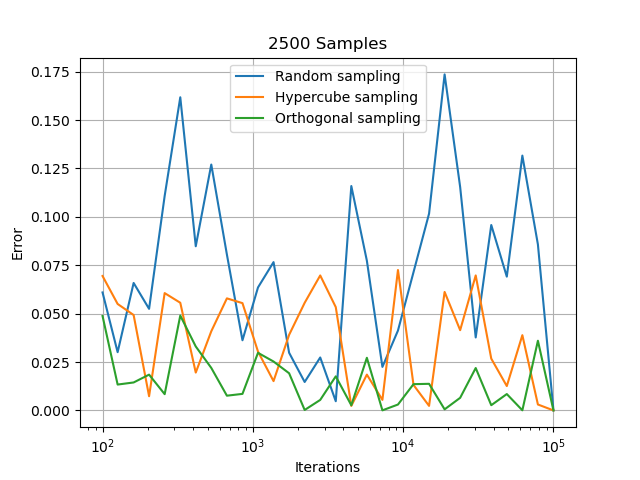 2500 Samples
Random sampling
Hypercube sampling
Orthogonal sampling
Error
0.175
0.150
0.125
0.100
0.075
0.050
0.025
0.000
10²
10³
10⁴
10⁵
Iterations